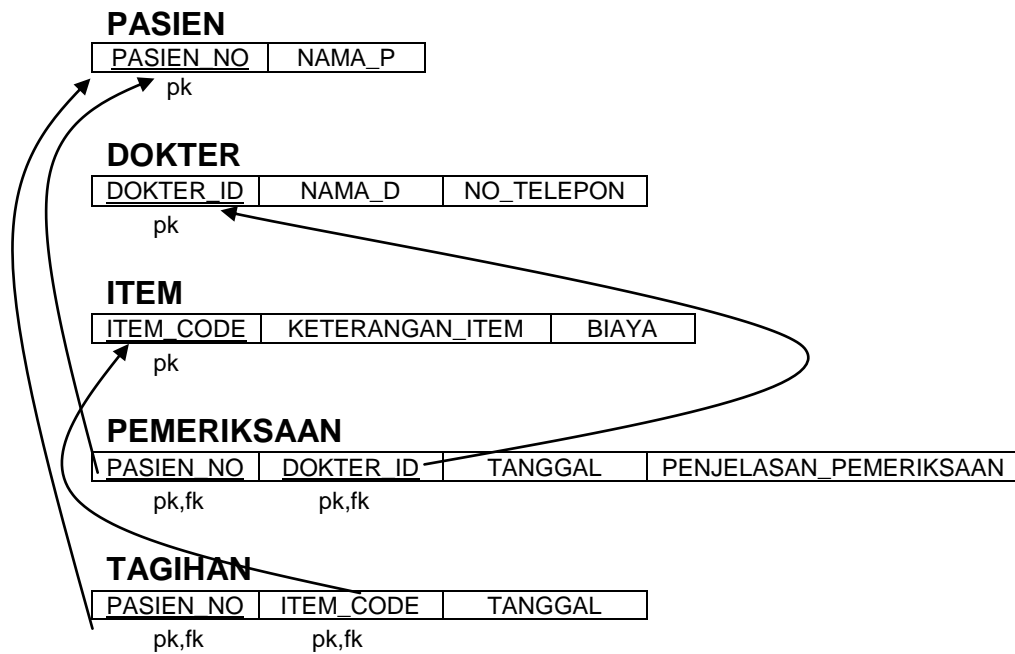 PASIEN
PASIEN_NO NAMA_P
pk
DOKTER
DOKTER_ID NAMA_D NO_TELEPON
pk
ITEM
ITEM_CODE KETERANGAN_ITEM BIAYA
pk
PEMERIKSAAN
PASIEN_NO DOKTER_ID TANGGAL PENJELASAN_PEMERIKSAAN
pk,fk pk,fk
TAGIHAN
PASIEN_NO ITEM_CODE TANGGAL
pk,fk pk,fk